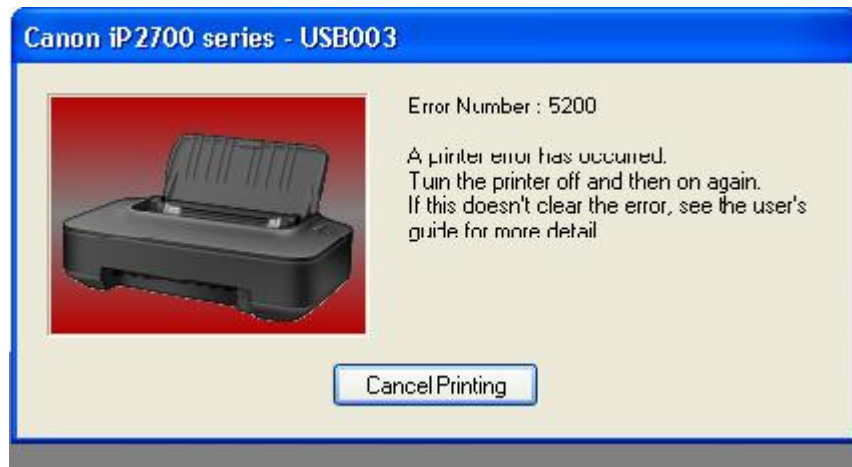 Canon iP2700 series - USB003
Error Number : 5200
A printer error has occurred.
Turn the printer off and then on again.
If this doesn't clear the error, see the user's
guide for more detail
Cancel Printing